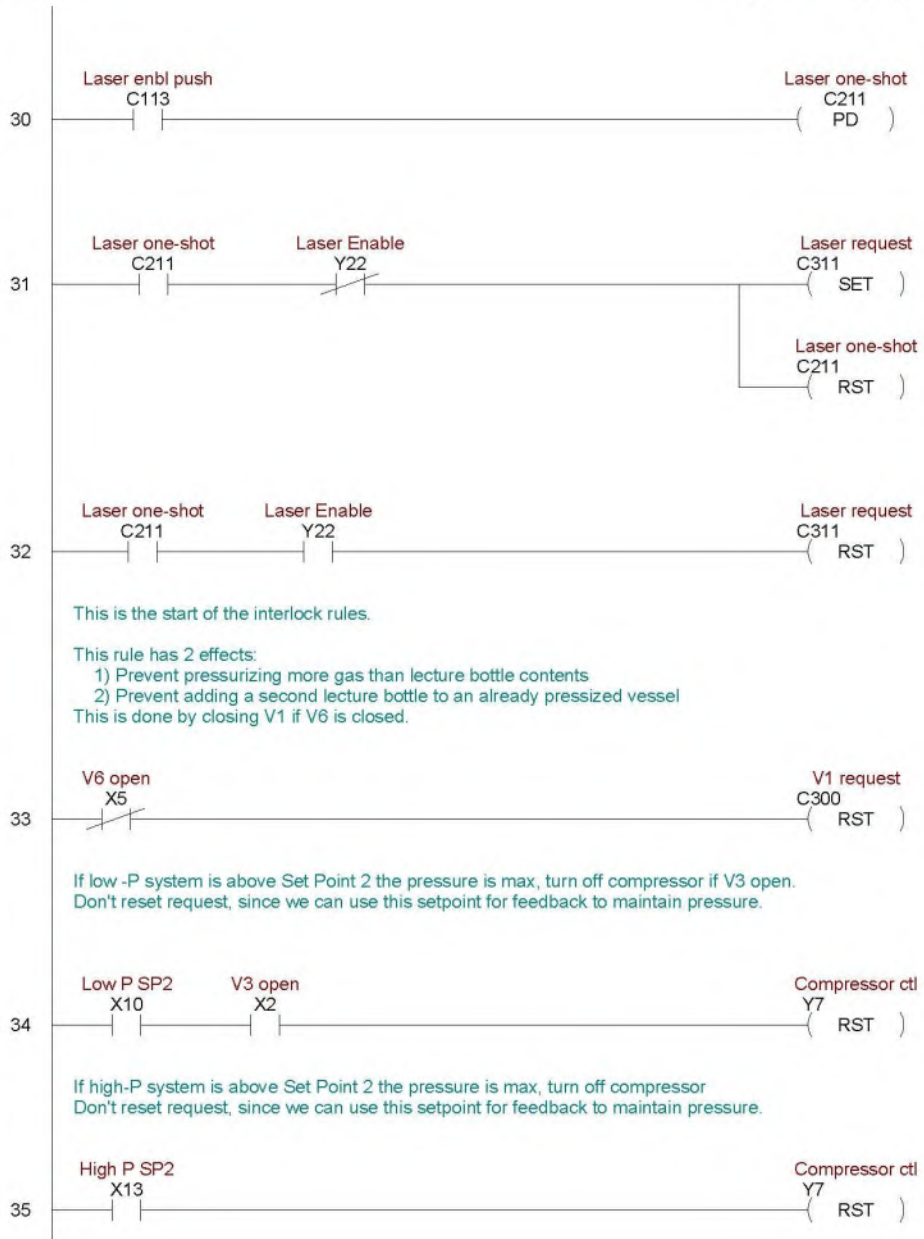 Laser enbl push Laser one-shot
C113 C211
30 PD
Laser one-shot Laser Enable Laser request
C211 Y22 C311
31 SET
Laser one-shot
C211
RST
Laser one-shot Laser Enable Laser request
C211 Y22 C311
32 RST
This is the start of the interlock rules.
This rule has 2 effects:
1) Prevent pressurizing more gas than lecture bottle contents
2) Prevent adding a second lecture bottle to an already pressized vessel
This is done by closing V1 if V6 is closed.
V6 open V1 request
X5 C300
33 RST
If low -P system is above Set Point 2 the pressure is max, turn off compressor if V3 open.
Don't reset request, since we can use this setpoint for feedback to maintain pressure.
Low P SP2 V3 open Compressor ctl
X10 X2 Y7
34 RST
If high-P system is above Set Point 2 the pressure is max, turn off compressor
Don't reset request, since we can use this setpoint for feedback to maintain pressure.
High P SP2 Compressor ctl
X13 Y7
35 RST